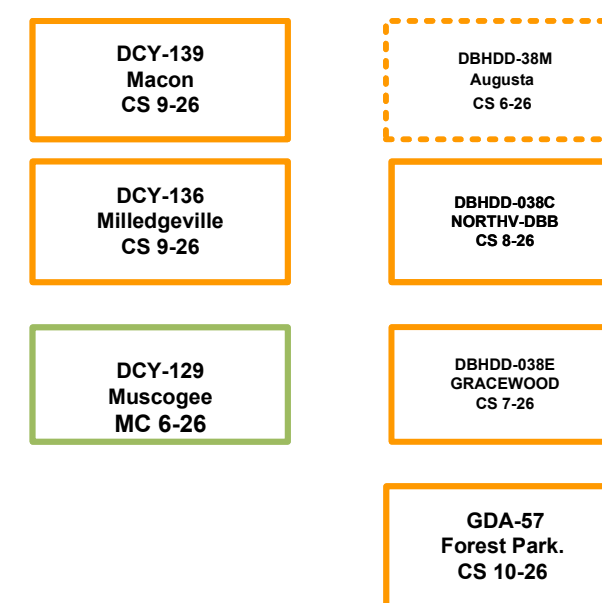 DCY-139
Macon
CS 9-26
DCY-136
Milledgeville
CS 9-26
DCY-129
Muscogee
MC 6-26
DBHDD-38M
Augusta
CS 6-26
DBHDD-038C
NORTHV-DBB
CS 8-26
DBHDD-038E
GRACEWOOD
CS 7-26
GDA-57
Forest Park.
CS 10-26